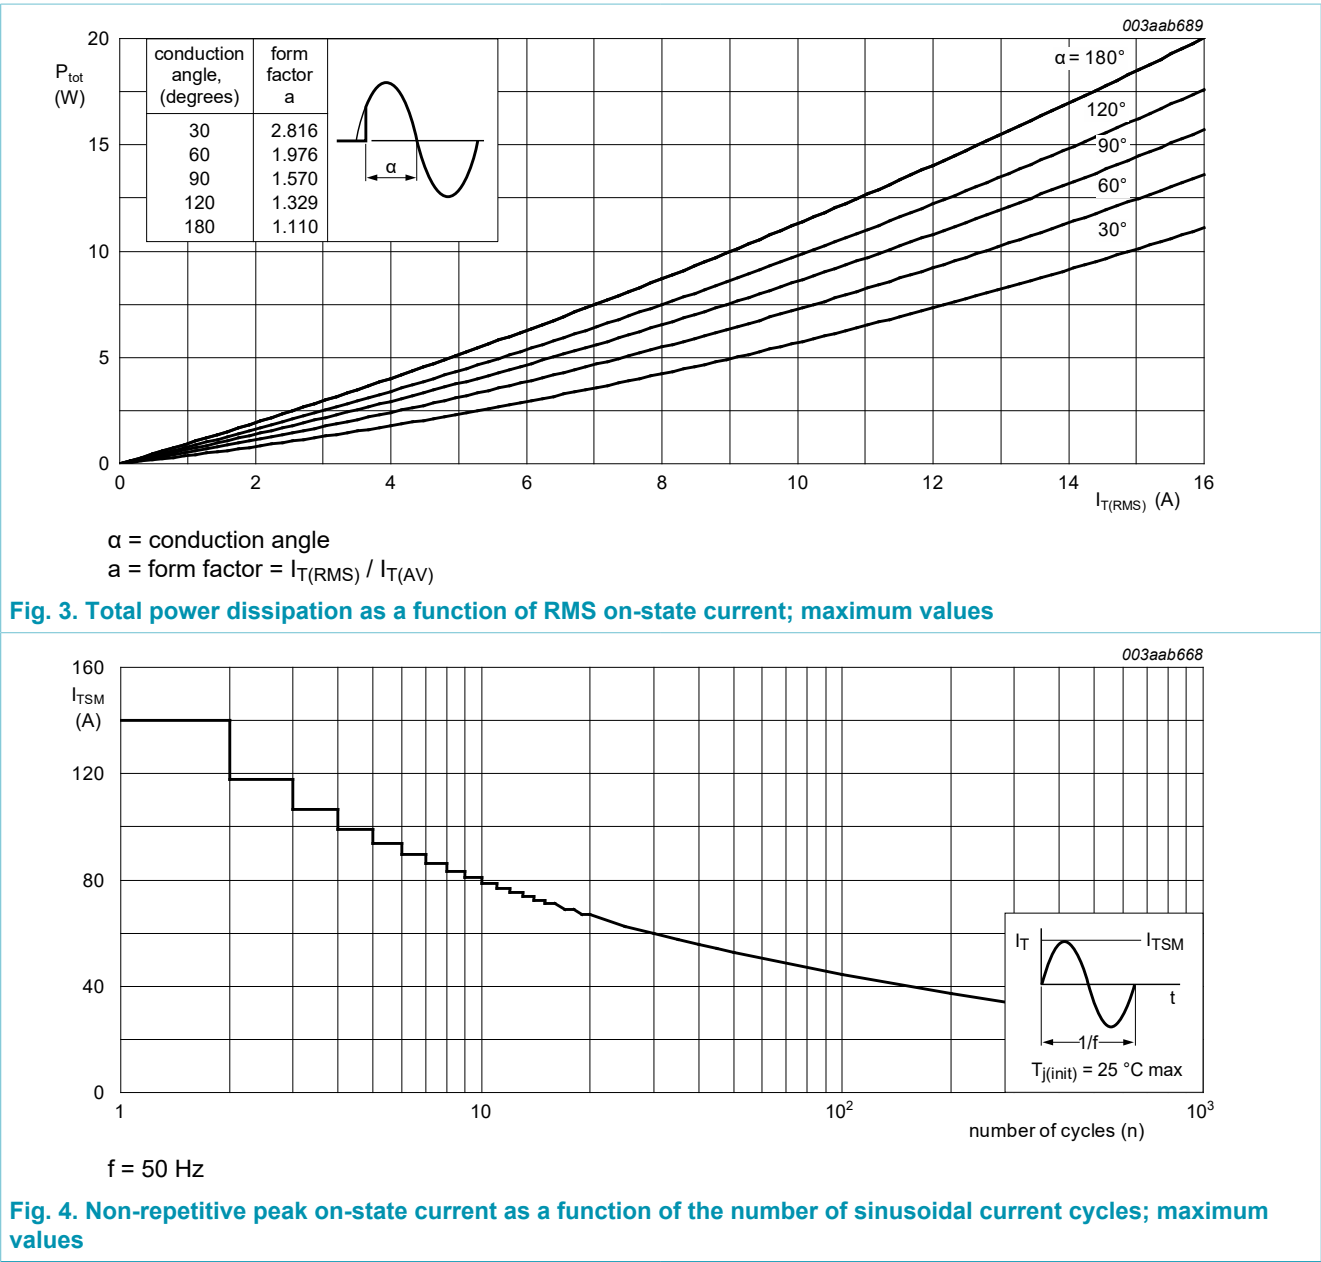 003aab689
20
Ptot
(W)
15
10
5
0
conduction angle, (degrees)
form factor a
30 2.816
60 1.976
90 1.570
120 1.329
180 1.110
α
α = 180°
120°
90°
60°
30°
0 2 4 6 8 10 12 14 16
IT(RMS) (A)
α = conduction angle
a = form factor = IT(RMS) / IT(AV)
Fig. 3. Total power dissipation as a function of RMS on-state current; maximum values
003aab668
160
ITSM
(A)
120
80
40
0
IT
ITSM
t
1/f
Tj(init) = 25 °C max
1 10 10² 10³
number of cycles (n)
f = 50 Hz
Fig. 4. Non-repetitive peak on-state current as a function of the number of sinusoidal current cycles; maximum
values